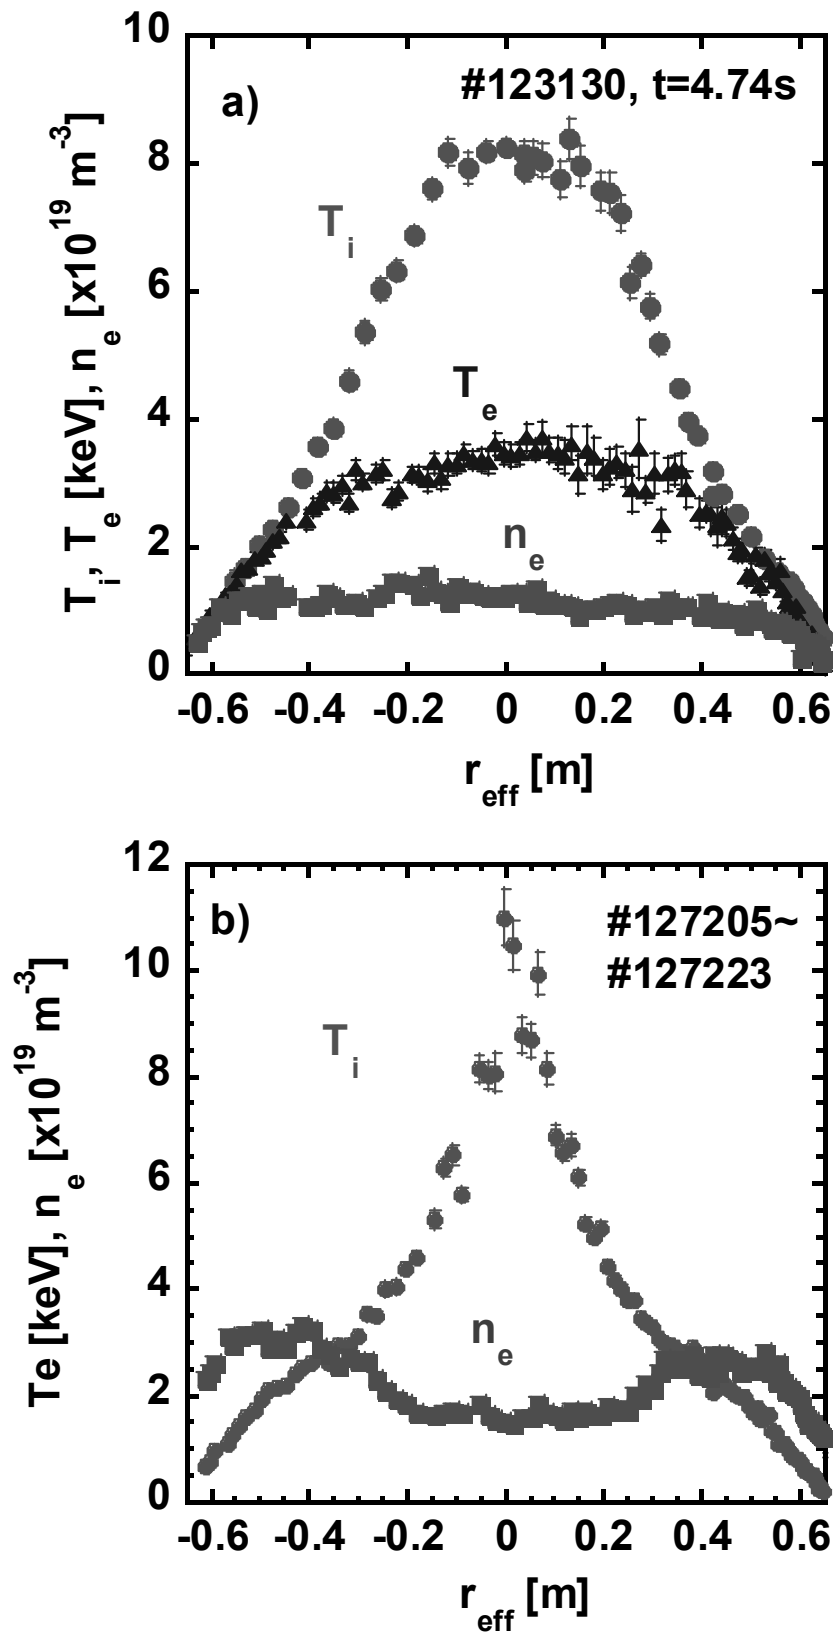 a)
#123130, t=4.74s
T_i, T_e [keV], n_e [x10^19 m^-3]
10
8
6
4
2
0
T_i
T_e
n_e
-0.6 -0.4 -0.2 0 0.2 0.4 0.6
r_eff [m]
b)
#127205~
#127223
Te [keV], n_e [x10^19 m^-3]
12
10
8
6
4
2
0
T_i
n_e
-0.6 -0.4 -0.2 0 0.2 0.4 0.6
r_eff [m]